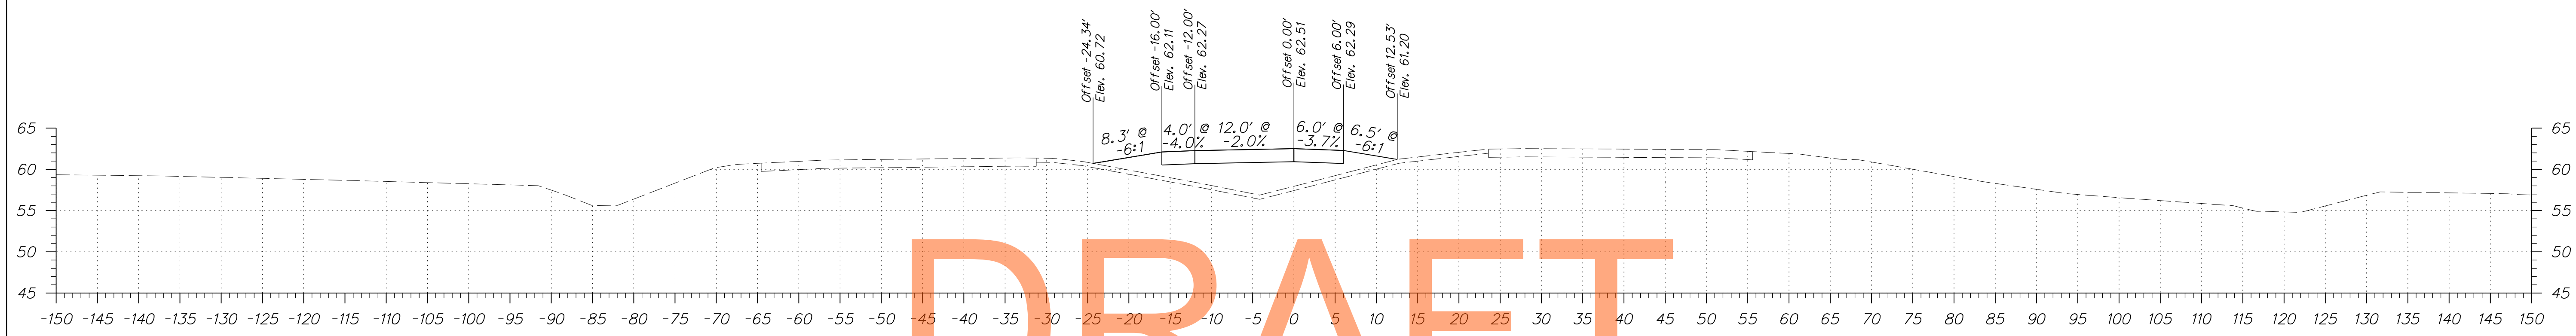 Offset -24.34'
Elev. 60.72
Offset -16.00'
Elev. 62.11
Offset -12.00'
Elev. 62.27
Offset 0.00'
Elev. 62.51
Offset 6.00'
Elev. 62.29
Offset 12.53'
Elev. 61.20
8.3' @
-6:1
4.0' @
-4.0%
12.0' @
-2.0%
6.0' @
-3.7%
6.5' @
-6:1
65 65
60 60
55 55
50 50
45 45
-150 -145 -140 -135 -130 -125 -120 -115 -110 -105 -100 -95 -90 -85 -80 -75 -70 -65 -60 -55 -50 -45 -40 -35 -30 -25 -20 -15 -10 -5 0 5 10 15 20 25 30 35 40 45 50 55 60 65 70 75 80 85 90 95 100 105 110 115 120 125 130 135 140 145 150
DRAFT